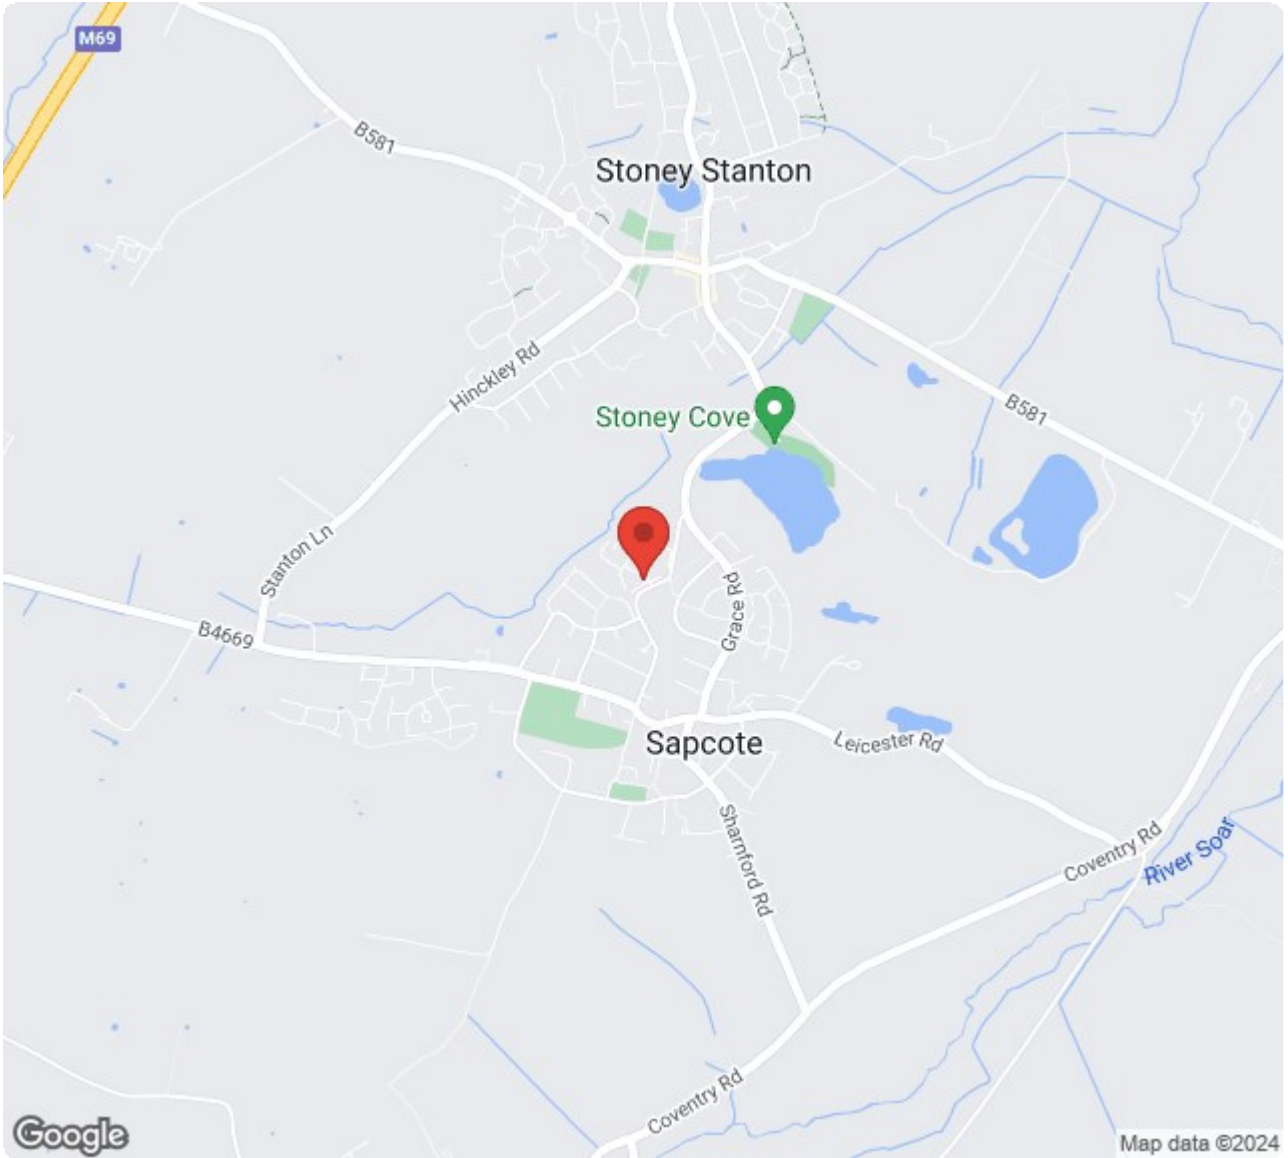 M69
B581
Stoney Stanton
Hinckley Rd
Stoney Cove
B581
Stanton Ln
Grace Rd
B4669
Sapcote
Leicester Rd
Sharnford Rd
Coventry Rd
River Soar
Coventry Rd
Google
Map data ©2024